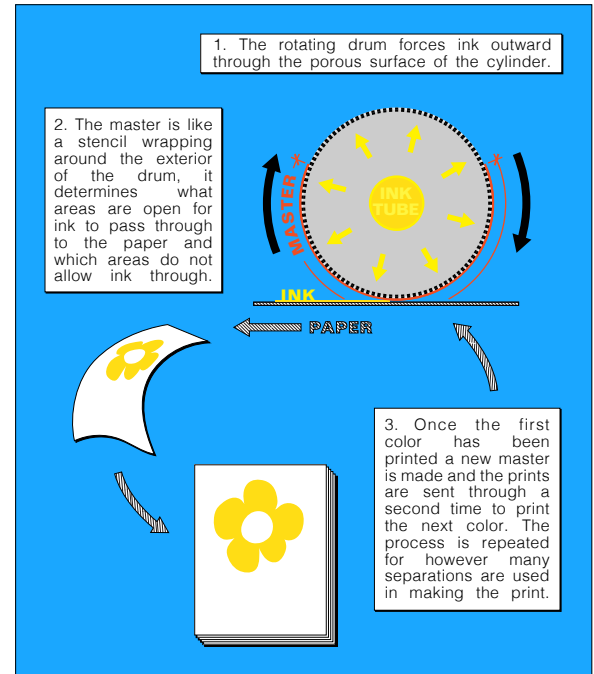 1. The rotating drum forces ink outward
through the porous surface of the cylinder.
2. The master is like
a stencil wrapping
around the exterior
of the drum, it
determines what
areas are open for
ink to pass through
to the paper and
which areas do not
allow ink through.
MASTER
INK
TUBE
INK
PAPER
3. Once the first
color has been
printed a new master
is made and the prints
are sent through a
second time to print
the next color. The
process is repeated
for however many
separations are used
in making the print.